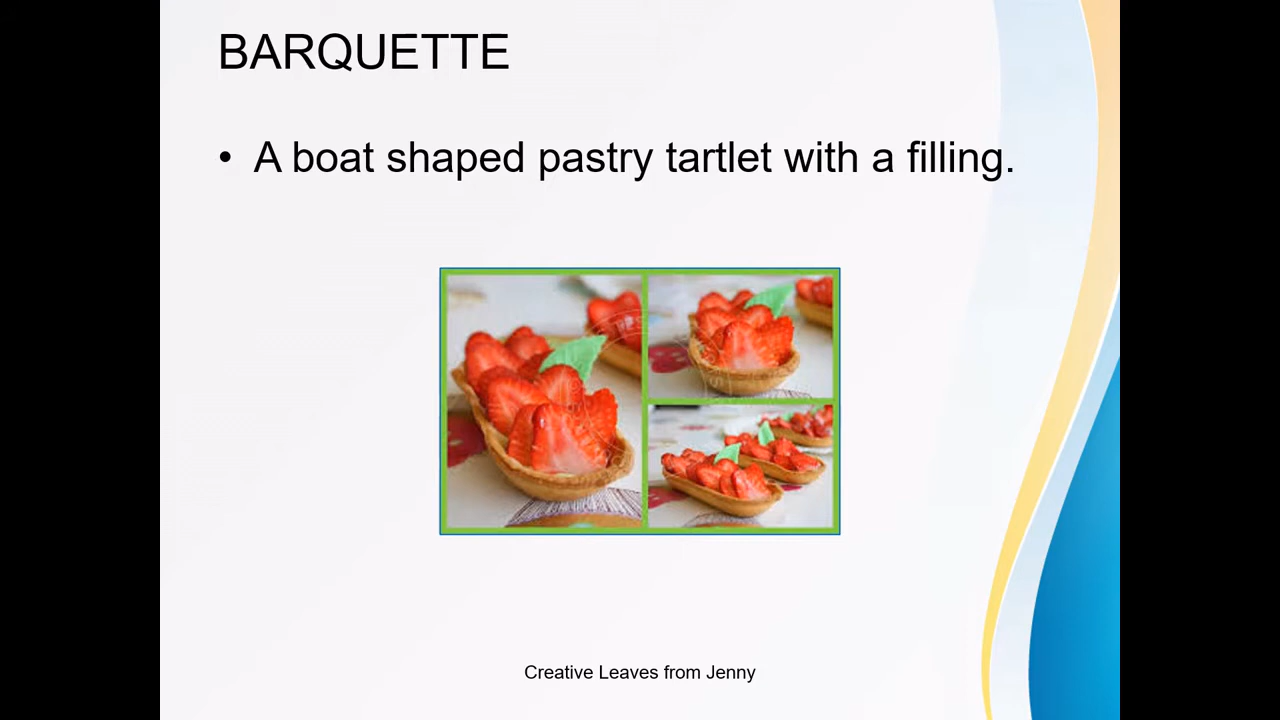 BARQUETTE
• A boat shaped pastry tartlet with a filling.
Creative Leaves from Jenny